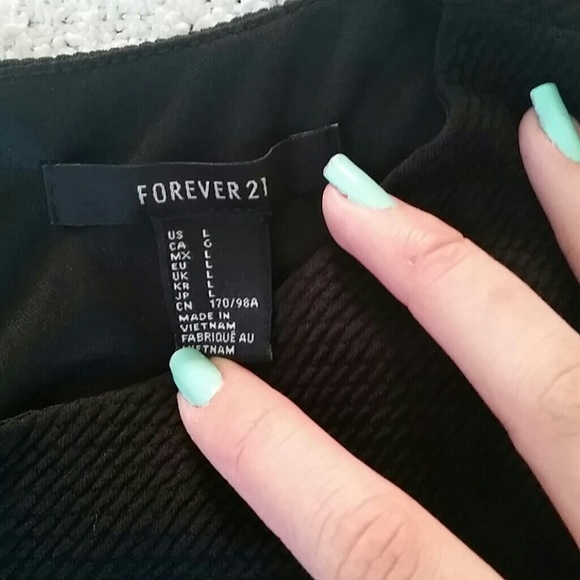 FOREVER 21
US L
CA G
MX L
EU L
UK L
KR L
JP L
CN 170/98A
MADE IN
VIETNAM
FABRIQUÉ AU
VIETNAM